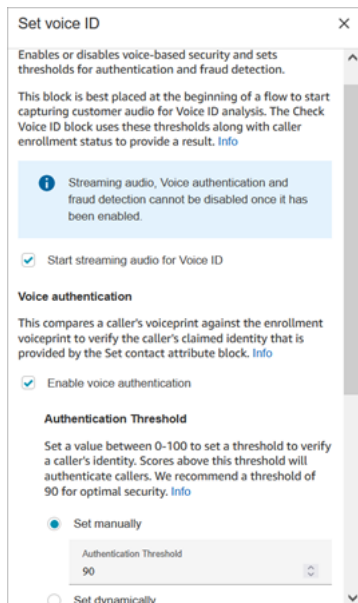 Set voice ID
Enables or disables voice-based security and sets
thresholds for authentication and fraud detection.
This block is best placed at the beginning of a flow to start
capturing customer audio for Voice ID analysis. The Check
Voice ID block uses these thresholds along with caller
enrollment status to provide a result. Info
Streaming audio, Voice authentication and
fraud detection cannot be disabled once it has
been enabled.
Start streaming audio for Voice ID
Voice authentication
This compares a caller's voiceprint against the enrollment
voiceprint to verify the caller's claimed identity that is
provided by the Set contact attribute block. Info
Enable voice authentication
Authentication Threshold
Set a value between 0-100 to set a threshold to verify
a caller's identity. Scores above this threshold will
authenticate callers. We recommend a threshold of
90 for optimal security. Info
Set manually
Authentication Threshold
90
Set dynamically